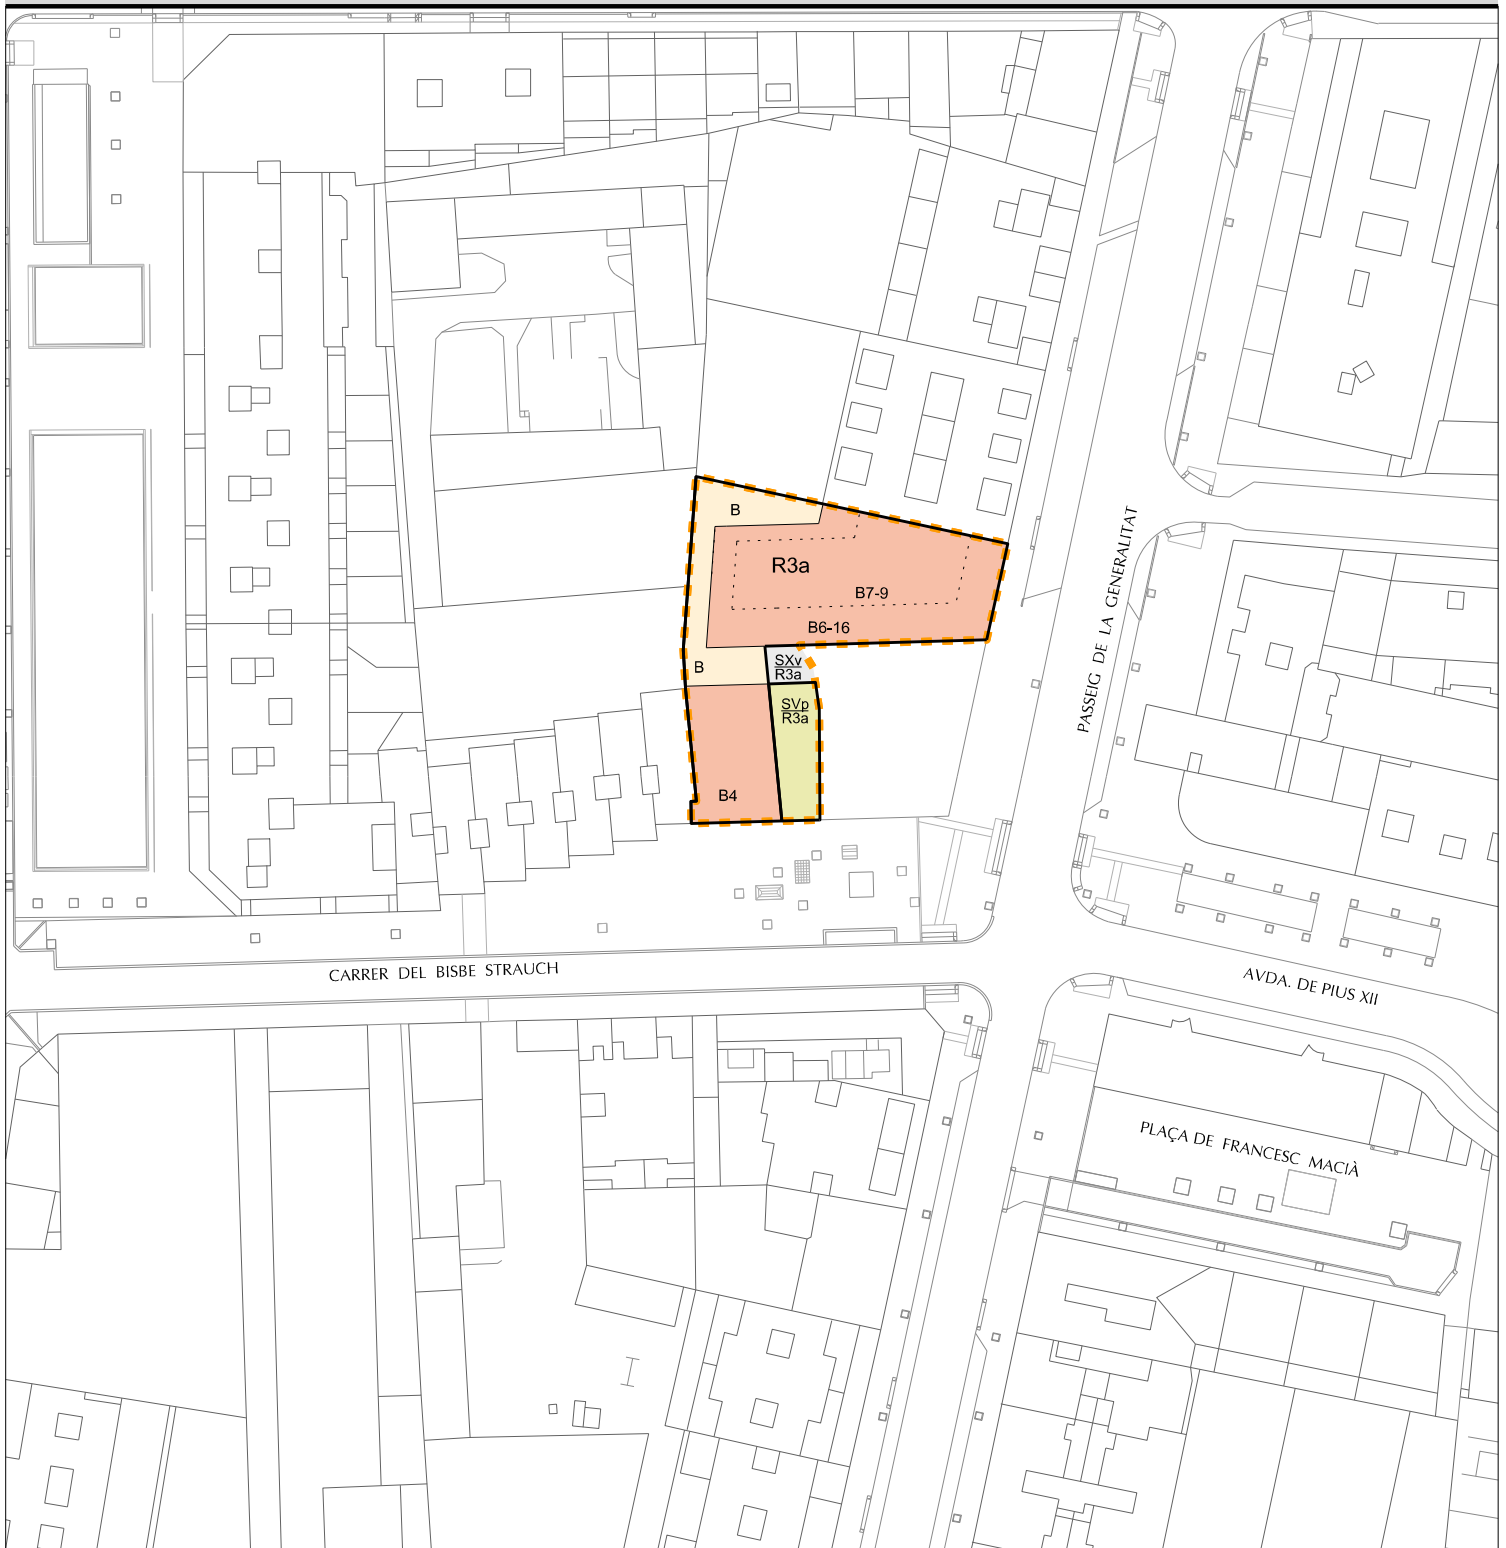 B
R3a
B7-9
B6-16
B
SXv
R3a
SVp
R3a
B4
PASSEIG DE LA GENERALITAT
CARRER DEL BISBE STRAUCH
AVDA. DE PIUS XII
PLAÇA DE FRANCESC MACIÀ